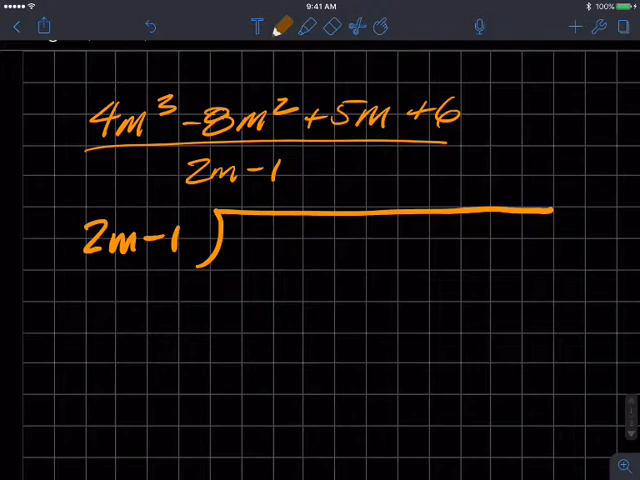 9:41 AM
100%
T
4m³ - 8m² + 5m + 6
2m - 1
2m - 1